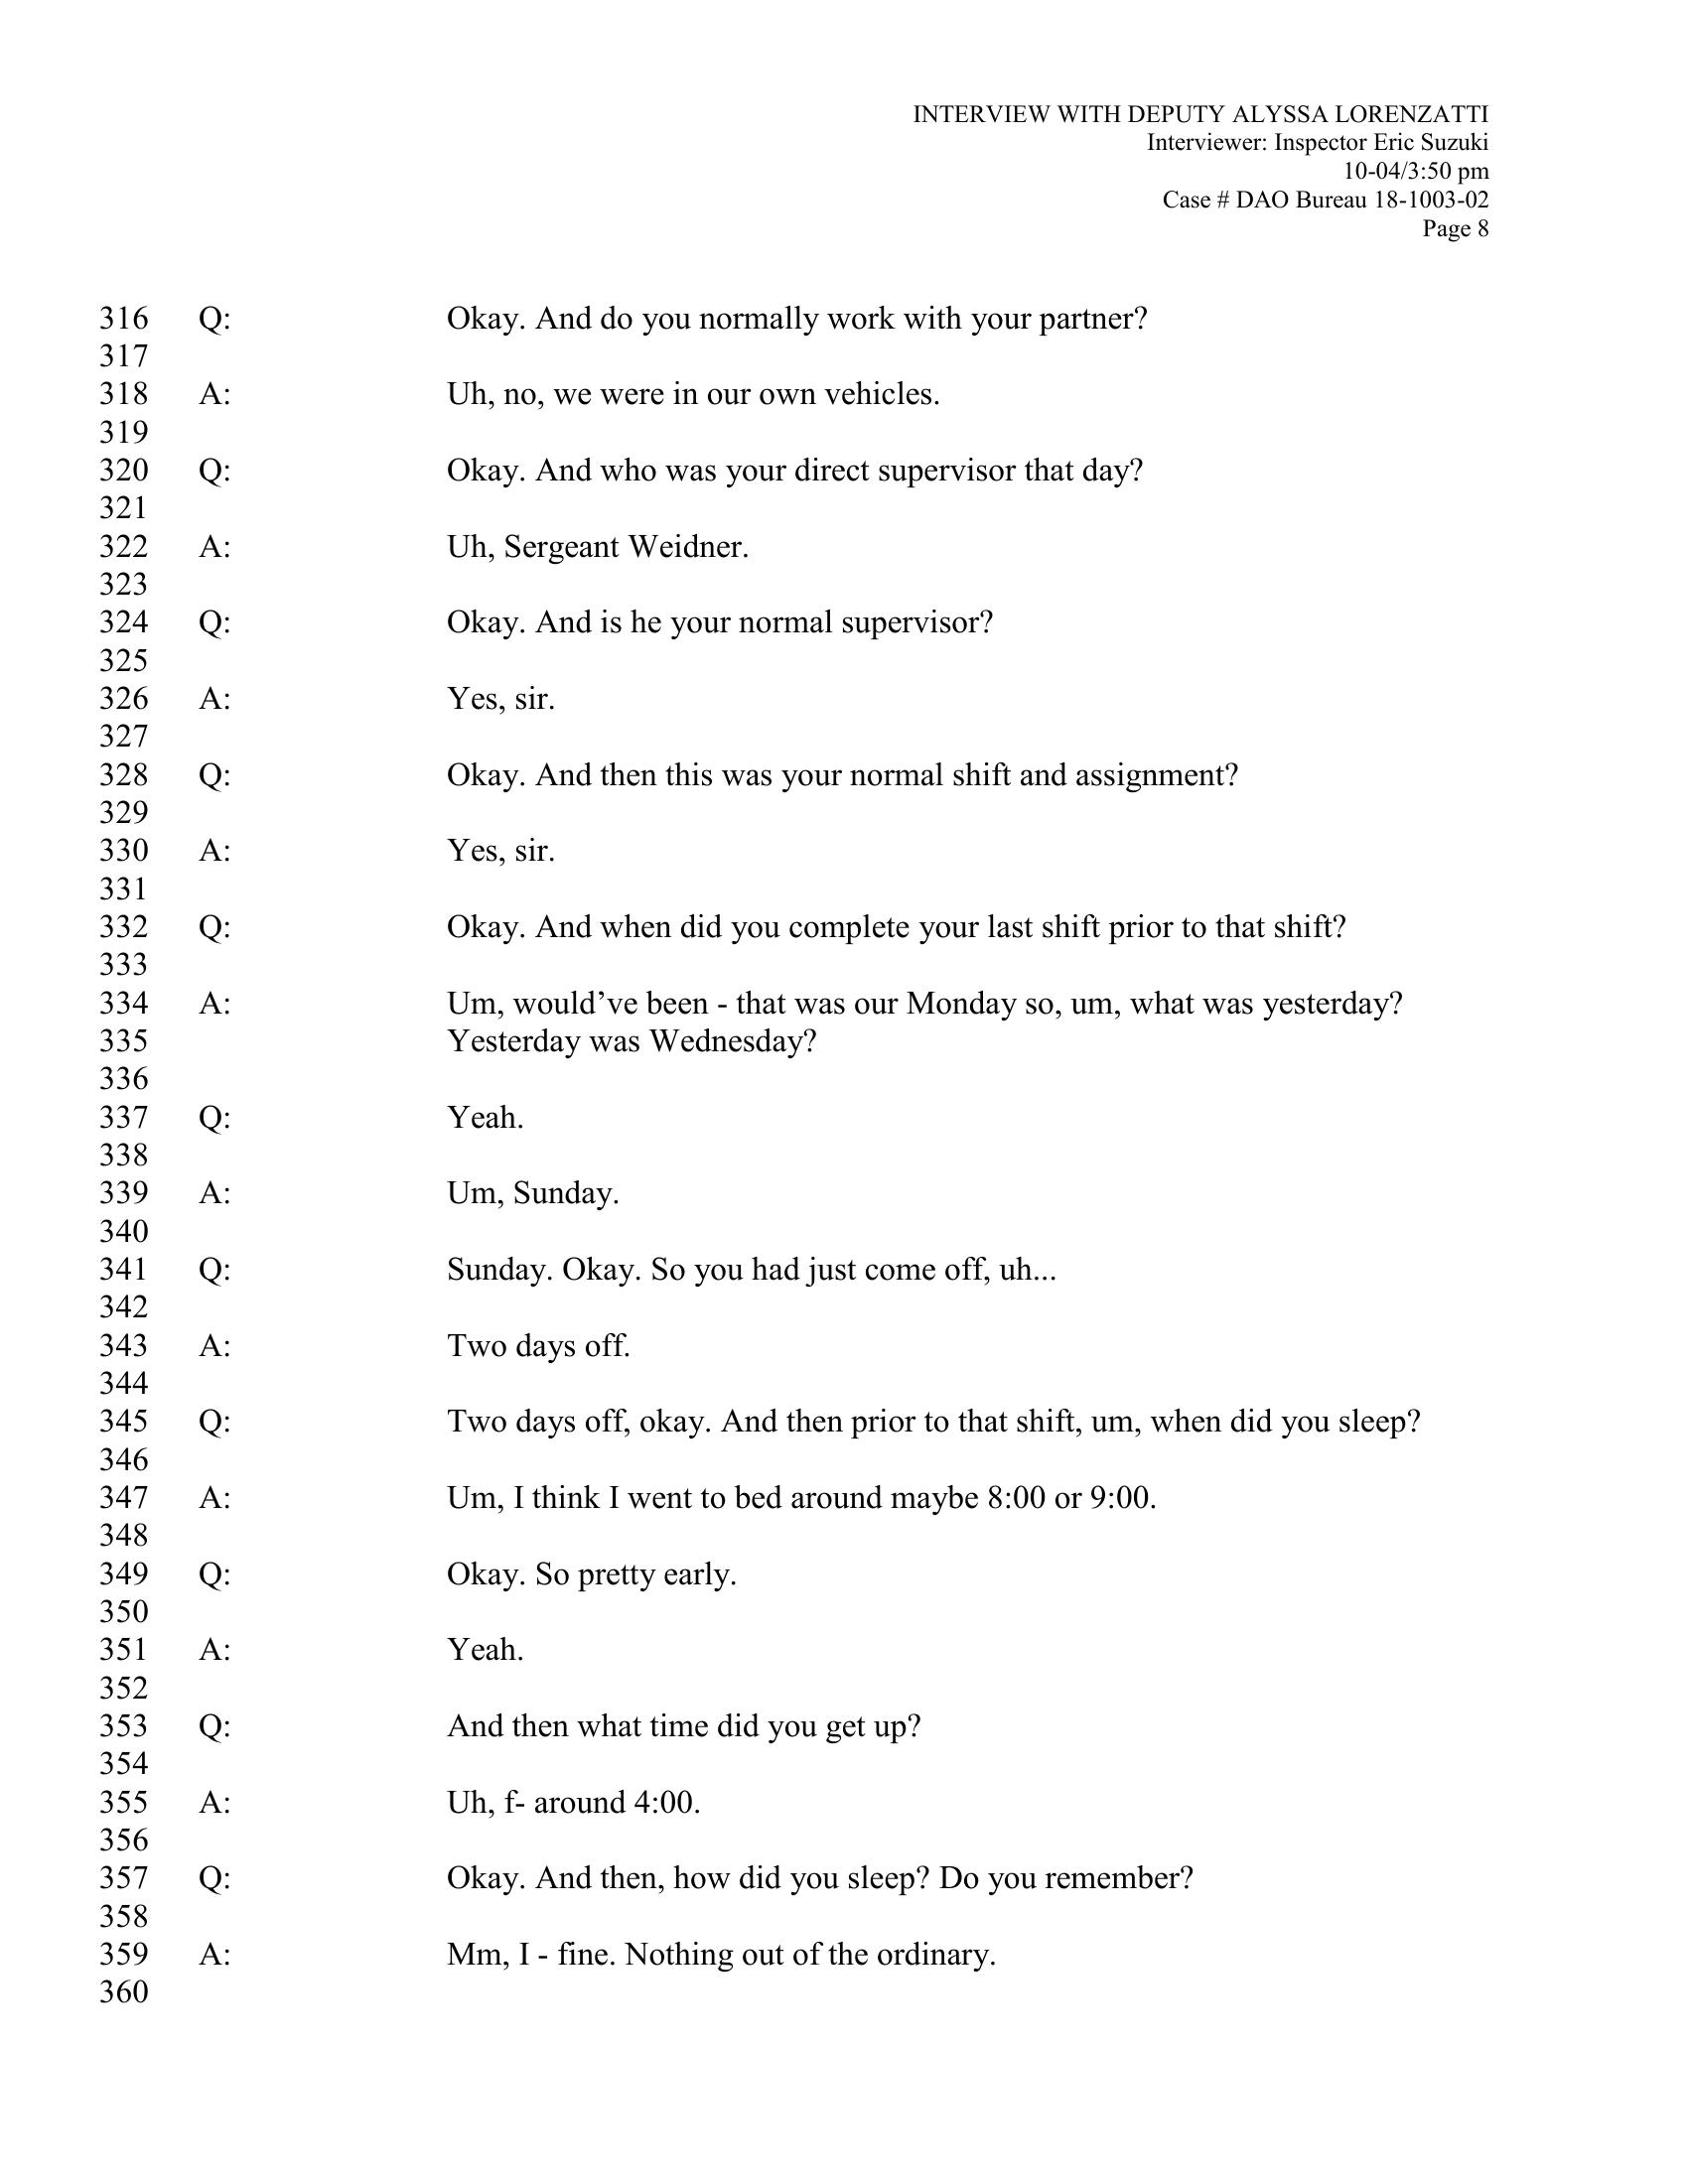 INTERVIEW WITH DEPUTY ALYSSA LORENZATTI
Interviewer: Inspector Eric Suzuki
10-04/3:50 pm
Case # DAO Bureau 18-1003-02
Page 8
316 Q: Okay. And do you normally work with your partner?
317
318 A: Uh, no, we were in our own vehicles.
319
320 Q: Okay. And who was your direct supervisor that day?
321
322 A: Uh, Sergeant Weidner.
323
324 Q: Okay. And is he your normal supervisor?
325
326 A: Yes, sir.
327
328 Q: Okay. And then this was your normal shift and assignment?
329
330 A: Yes, sir.
331
332 Q: Okay. And when did you complete your last shift prior to that shift?
333
334 A: Um, would’ve been - that was our Monday so, um, what was yesterday?
335 Yesterday was Wednesday?
336
337 Q: Yeah.
338
339 A: Um, Sunday.
340
341 Q: Sunday. Okay. So you had just come off, uh...
342
343 A: Two days off.
344
345 Q: Two days off, okay. And then prior to that shift, um, when did you sleep?
346
347 A: Um, I think I went to bed around maybe 8:00 or 9:00.
348
349 Q: Okay. So pretty early.
350
351 A: Yeah.
352
353 Q: And then what time did you get up?
354
355 A: Uh, f- around 4:00.
356
357 Q: Okay. And then, how did you sleep? Do you remember?
358
359 A: Mm, I - fine. Nothing out of the ordinary.
360